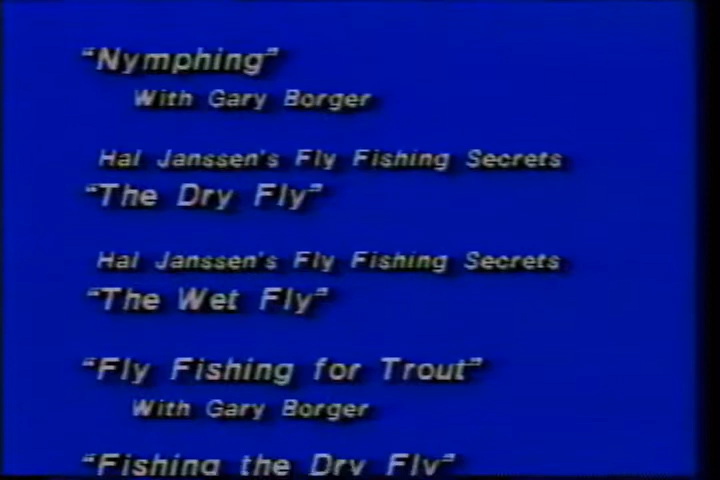 "Nymphing"
With Gary Borger
Hal Janssen's Fly Fishing Secrets
"The Dry Fly"
Hal Janssen's Fly Fishing Secrets
"The Wet Fly"
"Fly Fishing for Trout"
With Gary Borger
"Fishing the Dry Fly"